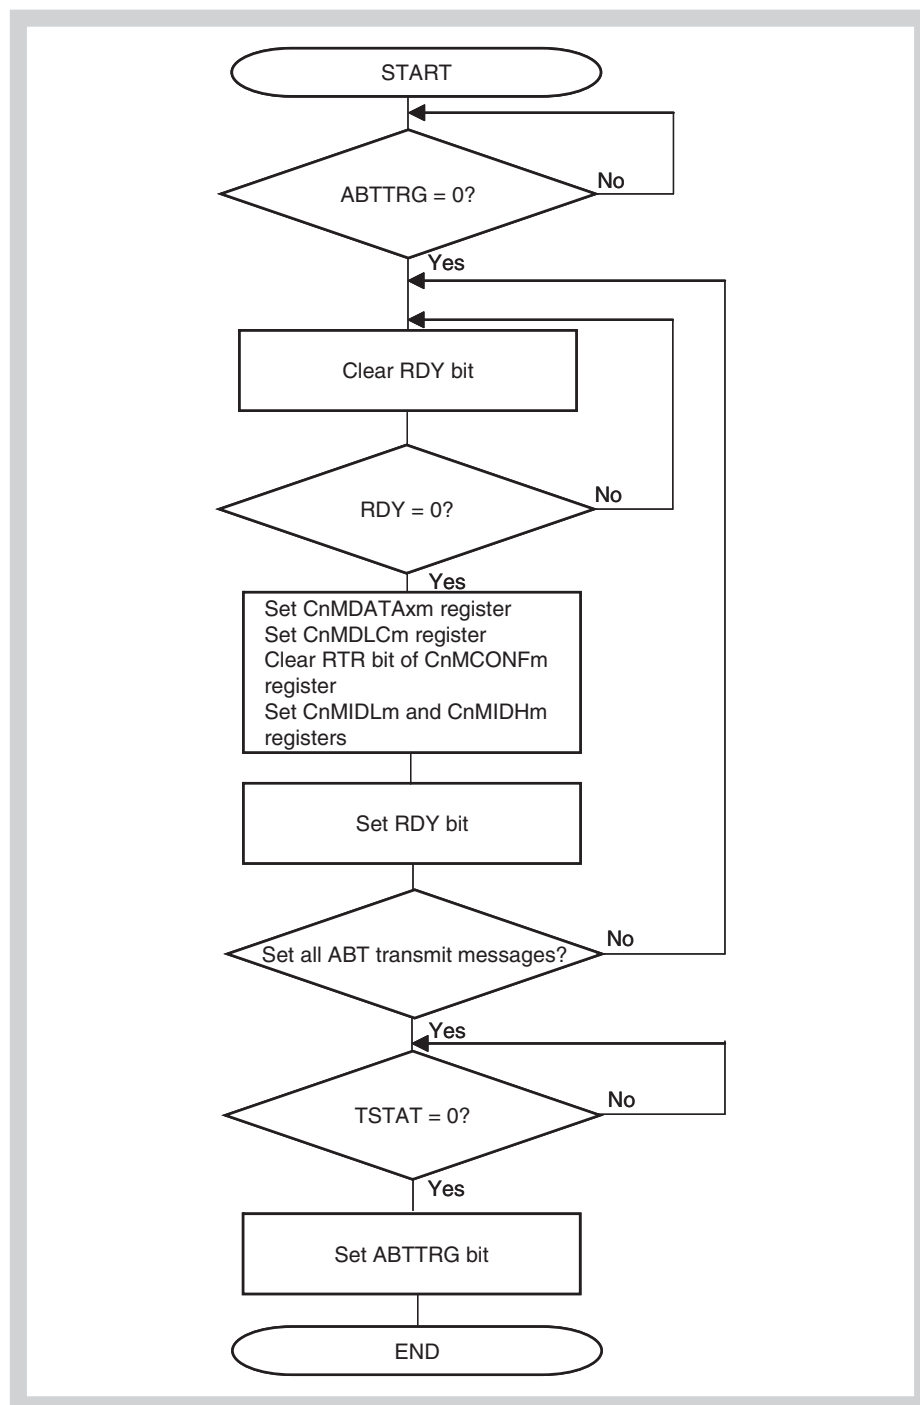 START
ABTTRG = 0?
No
Yes
Clear RDY bit
RDY = 0?
No
Yes
Set CnMDATAxm register
Set CnMDLCm register
Clear RTR bit of CnMCONFm
register
Set CnMIDLm and CnMIDHm
registers
Set RDY bit
Set all ABT transmit messages?
No
Yes
TSTAT = 0?
No
Yes
Set ABTTRG bit
END